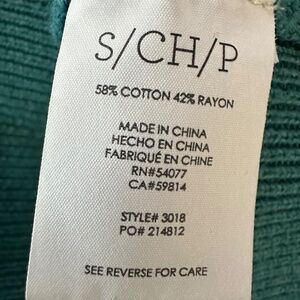 S/CH/P
58% COTTON 42% RAYON
MADE IN CHINA
HECHO EN CHINA
FABRIQUÉ EN CHINE
RN#54077
CA#59814
STYLE# 3018
PO# 214812
SEE REVERSE FOR CARE